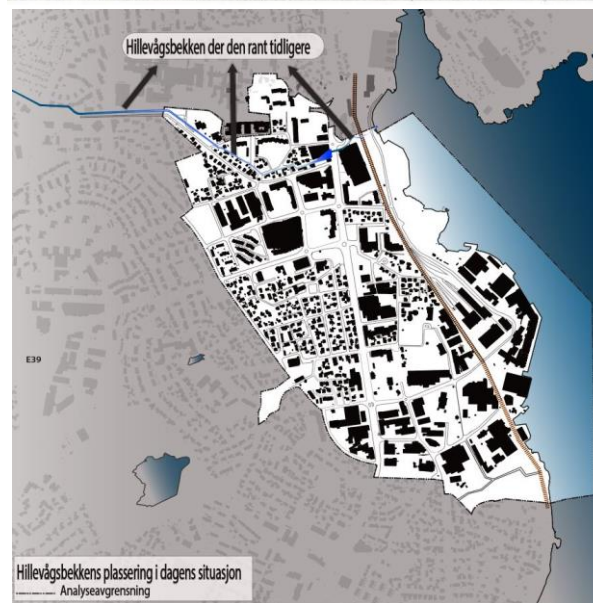 Hillevågsbekken der den rant tidligere
E39
Hillevågsbekkens plassering i dagens situasjon
Analyseavgrensning